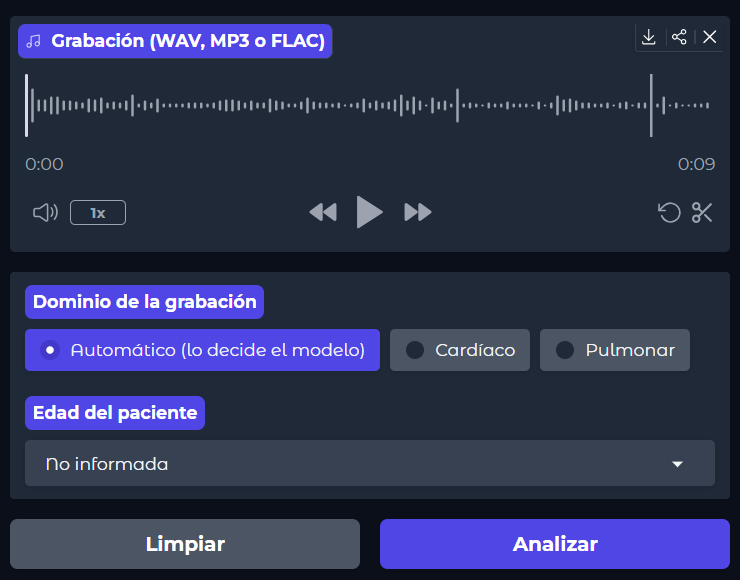 Grabación (WAV, MP3 o FLAC)
0:00
0:09
1x
Dominio de la grabación
Automático (lo decide el modelo)
Cardíaco
Pulmonar
Edad del paciente
No informada
Limpiar
Analizar